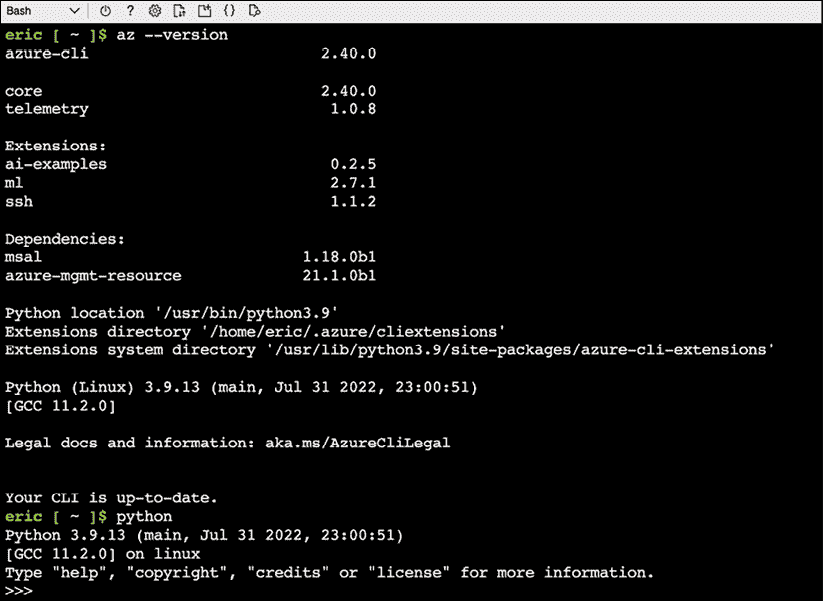 Bash ?  { }
eric [ ~ ]$ az --version
azure-cli 2.40.0
core 2.40.0
telemetry 1.0.8
Extensions:
ai-examples 0.2.5
ml 2.7.1
ssh 1.1.2
Dependencies:
msal 1.18.0b1
azure-mgmt-resource 21.1.0b1
Python location '/usr/bin/python3.9'
Extensions directory '/home/eric/.azure/cliextensions'
Extensions system directory '/usr/lib/python3.9/site-packages/azure-cli-extensions'
Python (Linux) 3.9.13 (main, Jul 31 2022, 23:00:51)
[GCC 11.2.0]
Legal docs and information: aka.ms/AzureCliLegal
Your CLI is up-to-date.
eric [ ~ ]$ python
Python 3.9.13 (main, Jul 31 2022, 23:00:51)
[GCC 11.2.0] on linux
Type "help", "copyright", "credits" or "license" for more information.
>>>